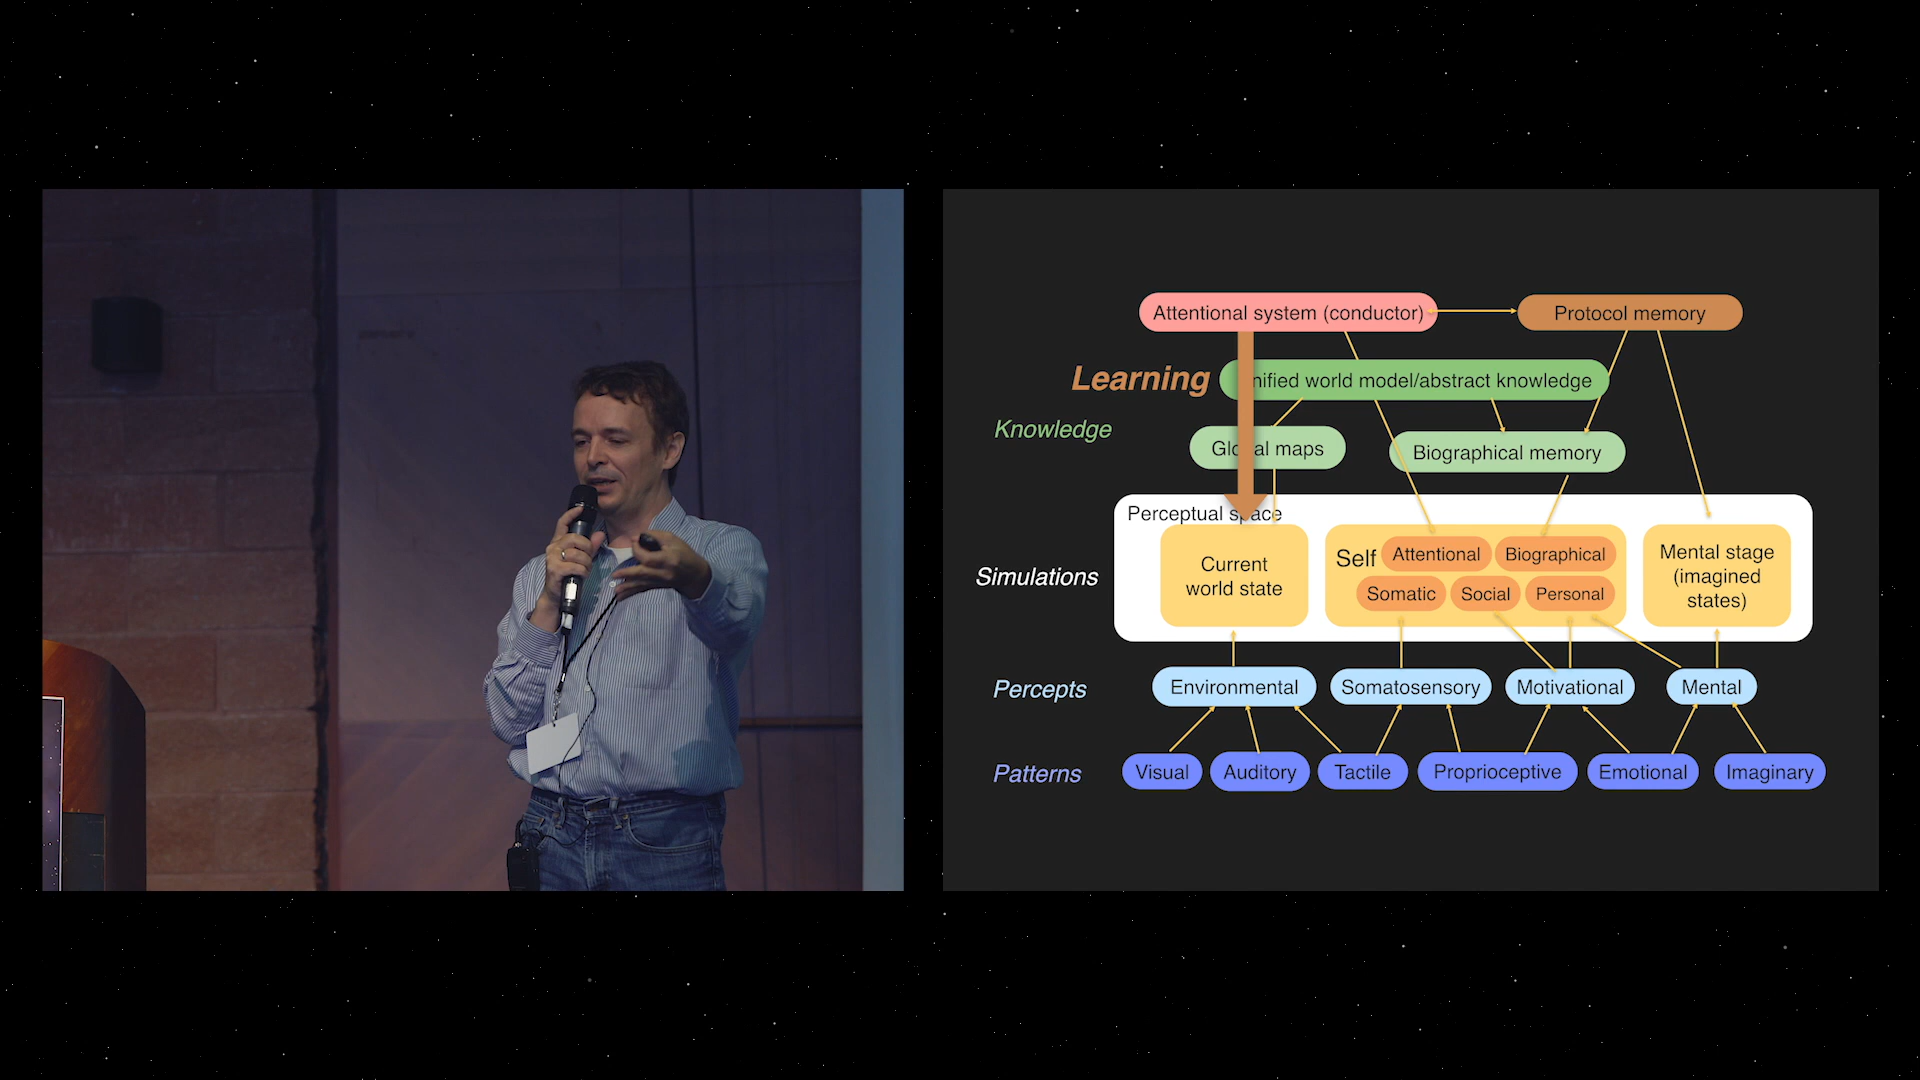 Attentional system (conductor)
Protocol memory
Learning
nified world model/abstract knowledge
Knowledge
Gl al maps
Biographical memory
Perceptual space
Simulations
Current
world state
Self
Attentional
Biographical
Somatic
Social
Personal
Mental stage
(imagined
states)
Percepts
Environmental
Somatosensory
Motivational
Mental
Patterns
Visual
Auditory
Tactile
Proprioceptive
Emotional
Imaginary